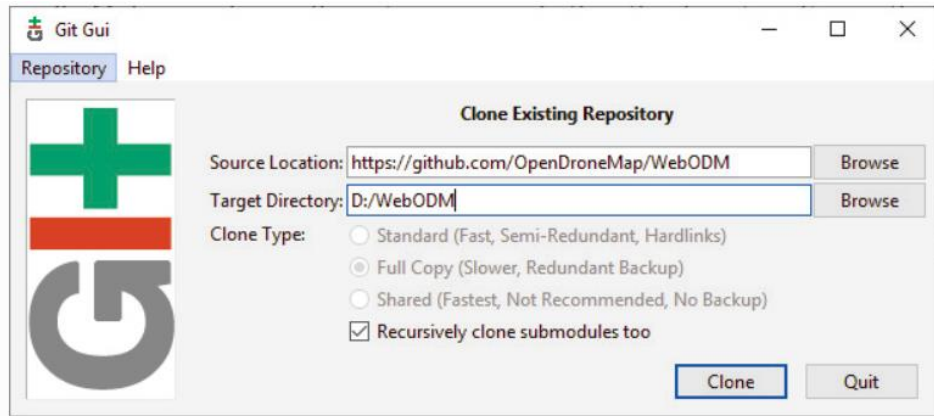 Git Gui
Repository Help
Clone Existing Repository
Source Location: https://github.com/OpenDroneMap/WebODM Browse
Target Directory: D:/WebODM Browse
Clone Type: Standard (Fast, Semi-Redundant, Hardlinks)
Full Copy (Slower, Redundant Backup)
Shared (Fastest, Not Recommended, No Backup)
Recursively clone submodules too
Clone Quit